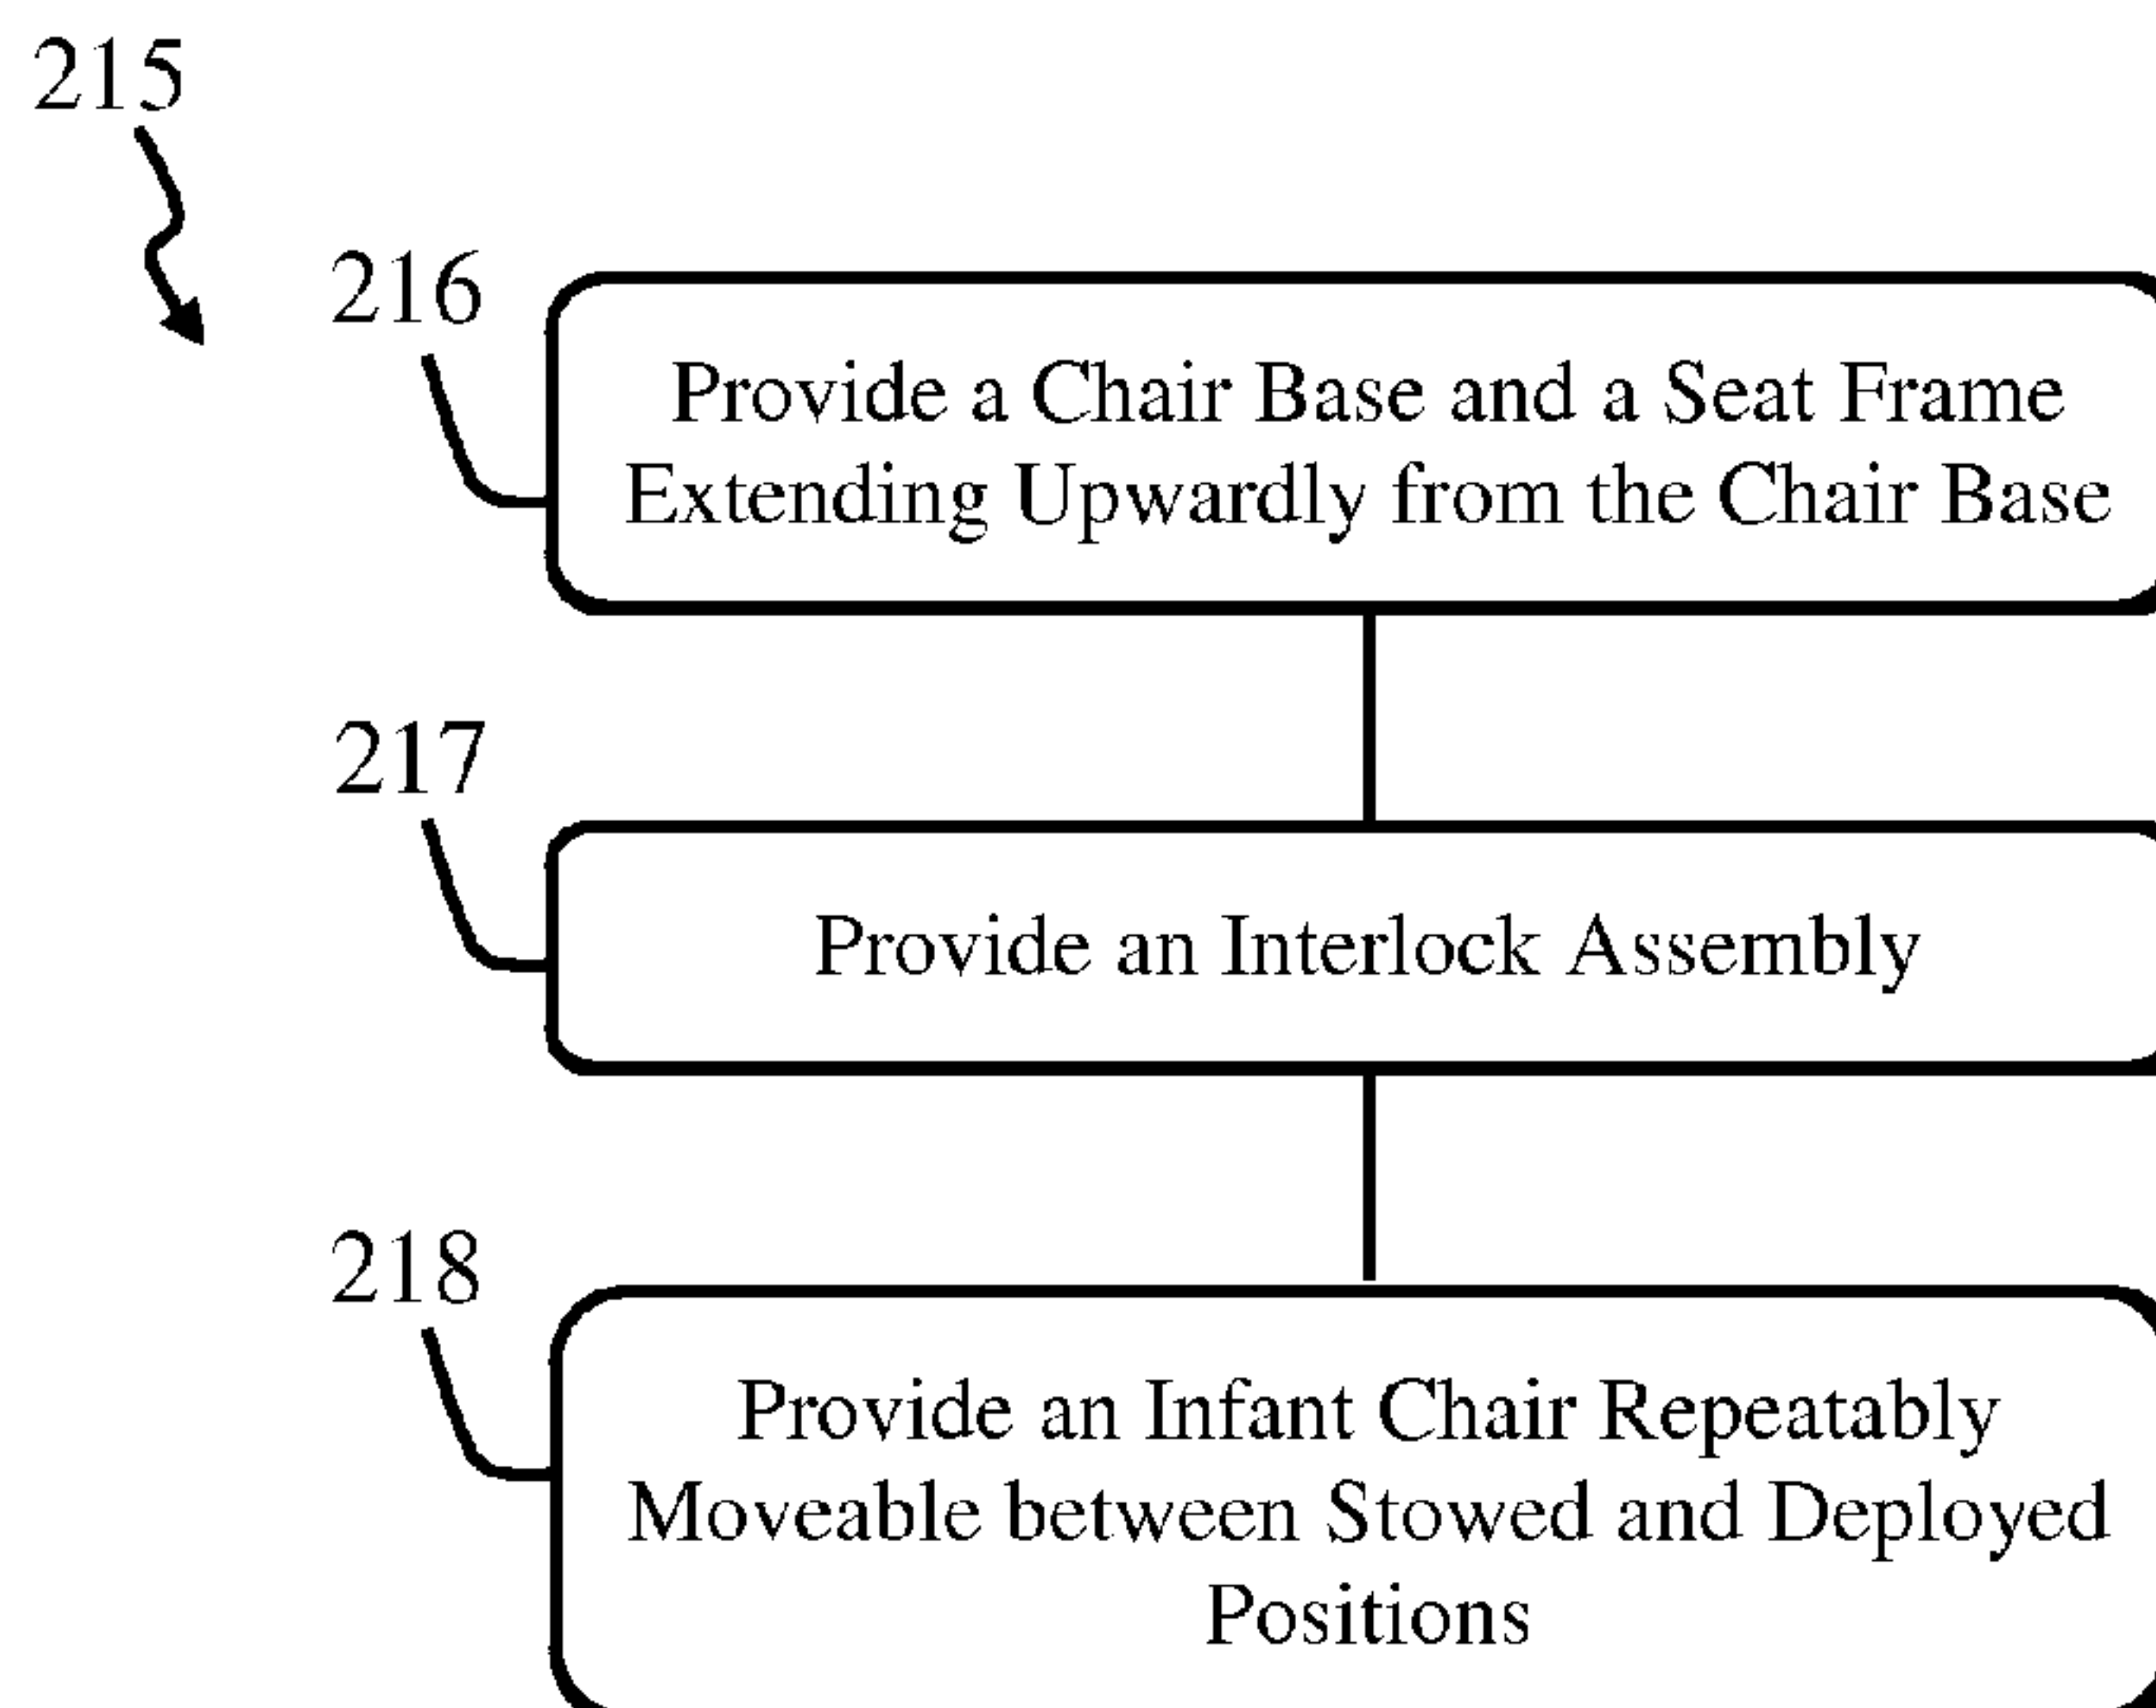 215
216
Provide a Chair Base and a Seat Frame
Extending Upwardly from the Chair Base
217
Provide an Interlock Assembly
218
Provide an Infant Chair Repeatably
Moveable between Stowed and Deployed
Positions